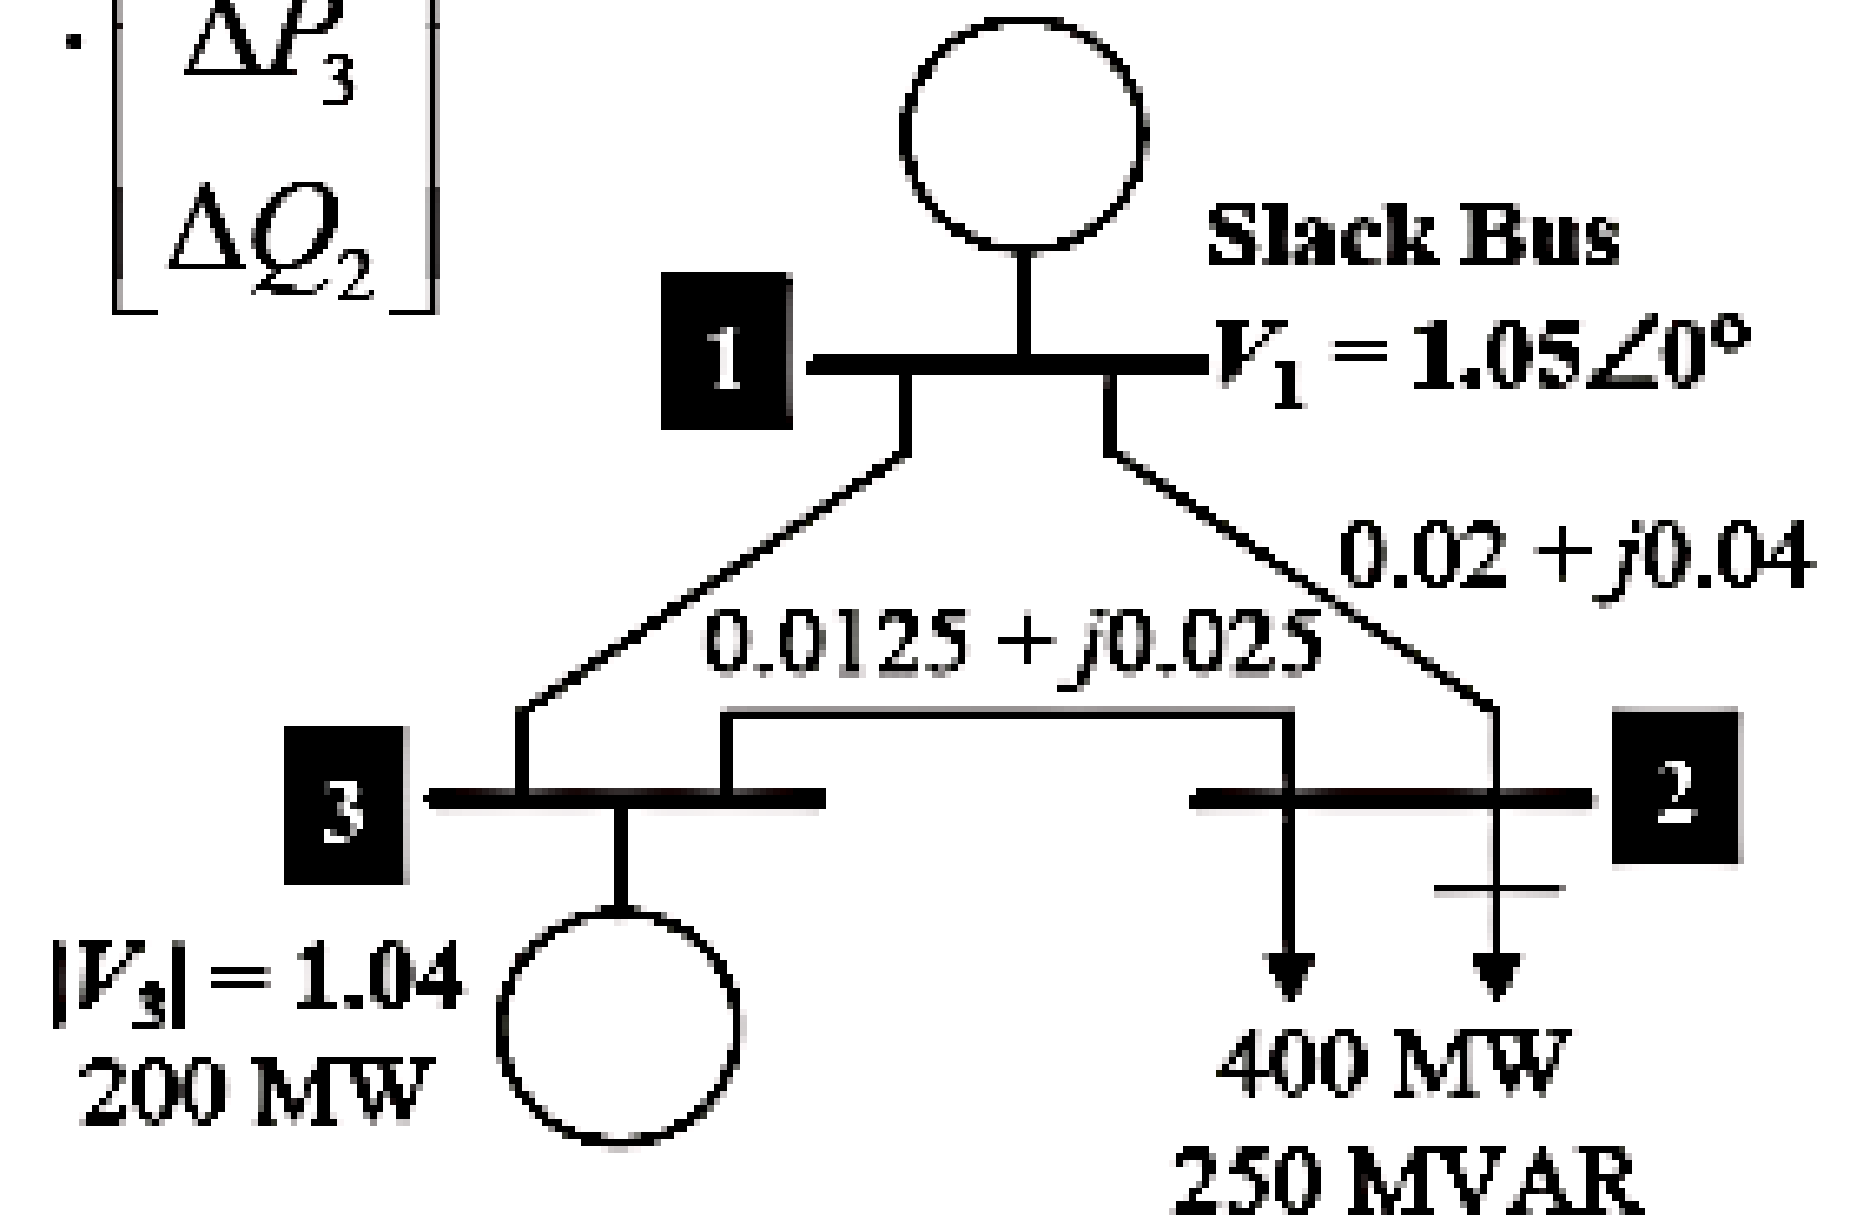 · [ ΔP₃
ΔQ₂ ]
Slack Bus
1
V₁ = 1.05∠0°
0.02 + j0.04
0.0125 + j0.025
3
2
|V₃| = 1.04
200 MW
400 MW
250 MVAR